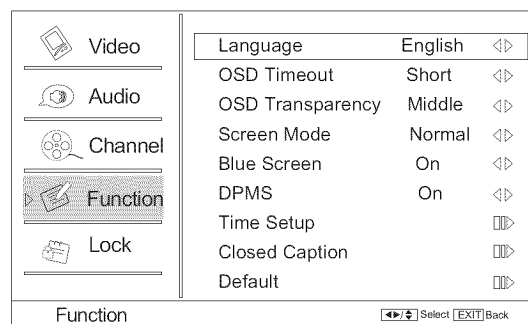 Video
Audio
Channel
Function
Lock
Language English
OSD Timeout Short
OSD Transparency Middle
Screen Mode Normal
Blue Screen On
DPMS On
Time Setup
Closed Caption
Default
Function
/ Select EXIT Back